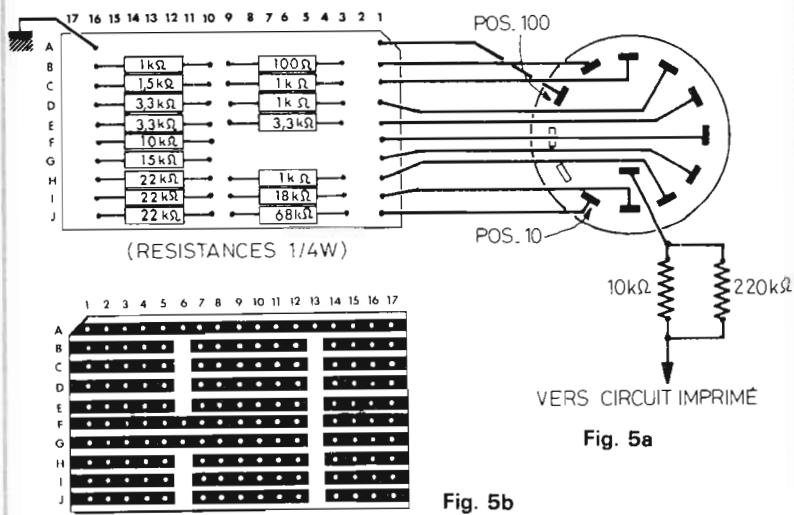 17 16 15 14 13 12 11 10 9 8 7 6 5 4 3 2 1
POS. 100
A
B 1kΩ 100Ω
C 1,5kΩ 1kΩ
D 3,3kΩ 1kΩ
E 3,3kΩ 3,3kΩ
F 10kΩ
G 15kΩ
H 22kΩ 1kΩ
I 22kΩ 18kΩ
J 22kΩ 68kΩ
POS. 10
(RESISTANCES 1/4W)
10kΩ 220kΩ
VERS CIRCUIT IMPRIMÉ
Fig. 5a
1 2 3 4 5 6 7 8 9 10 11 12 13 14 15 16 17
A
B
C
D
E
F
G
H
I
J
Fig. 5b